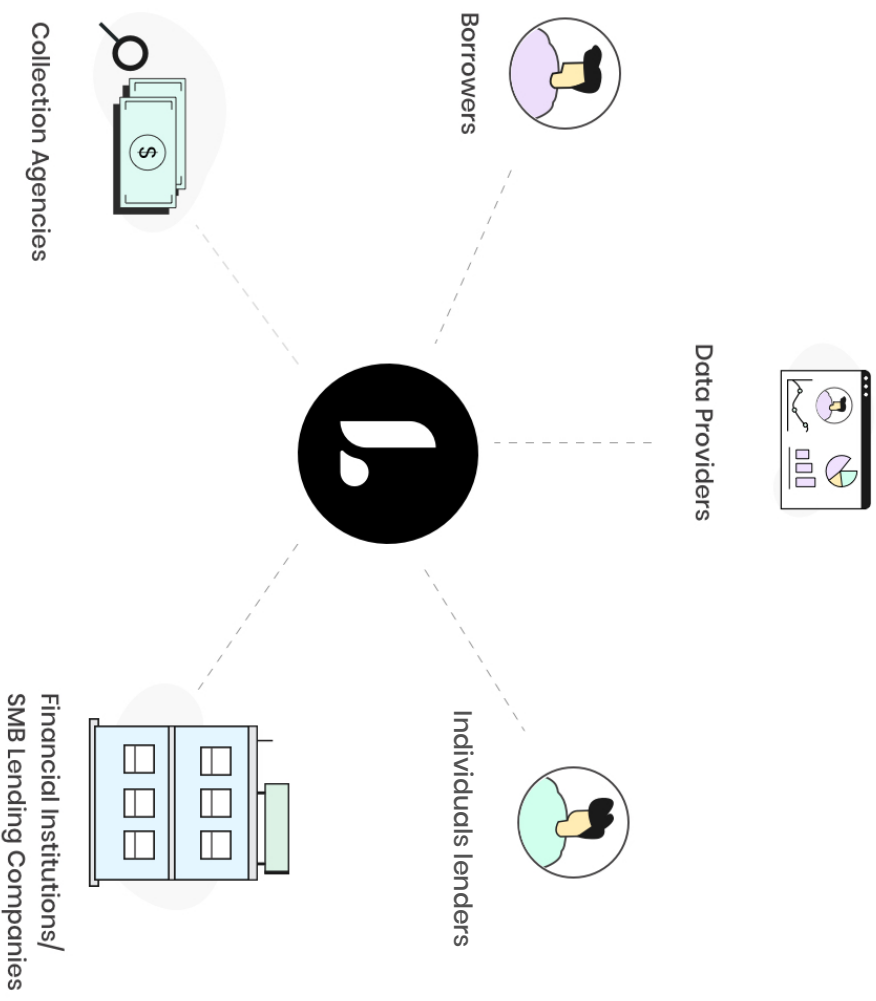 Data Providers
Borrowers
Individuals lenders
$
Collection Agencies
Financial Institutions/
SMB Lending Companies